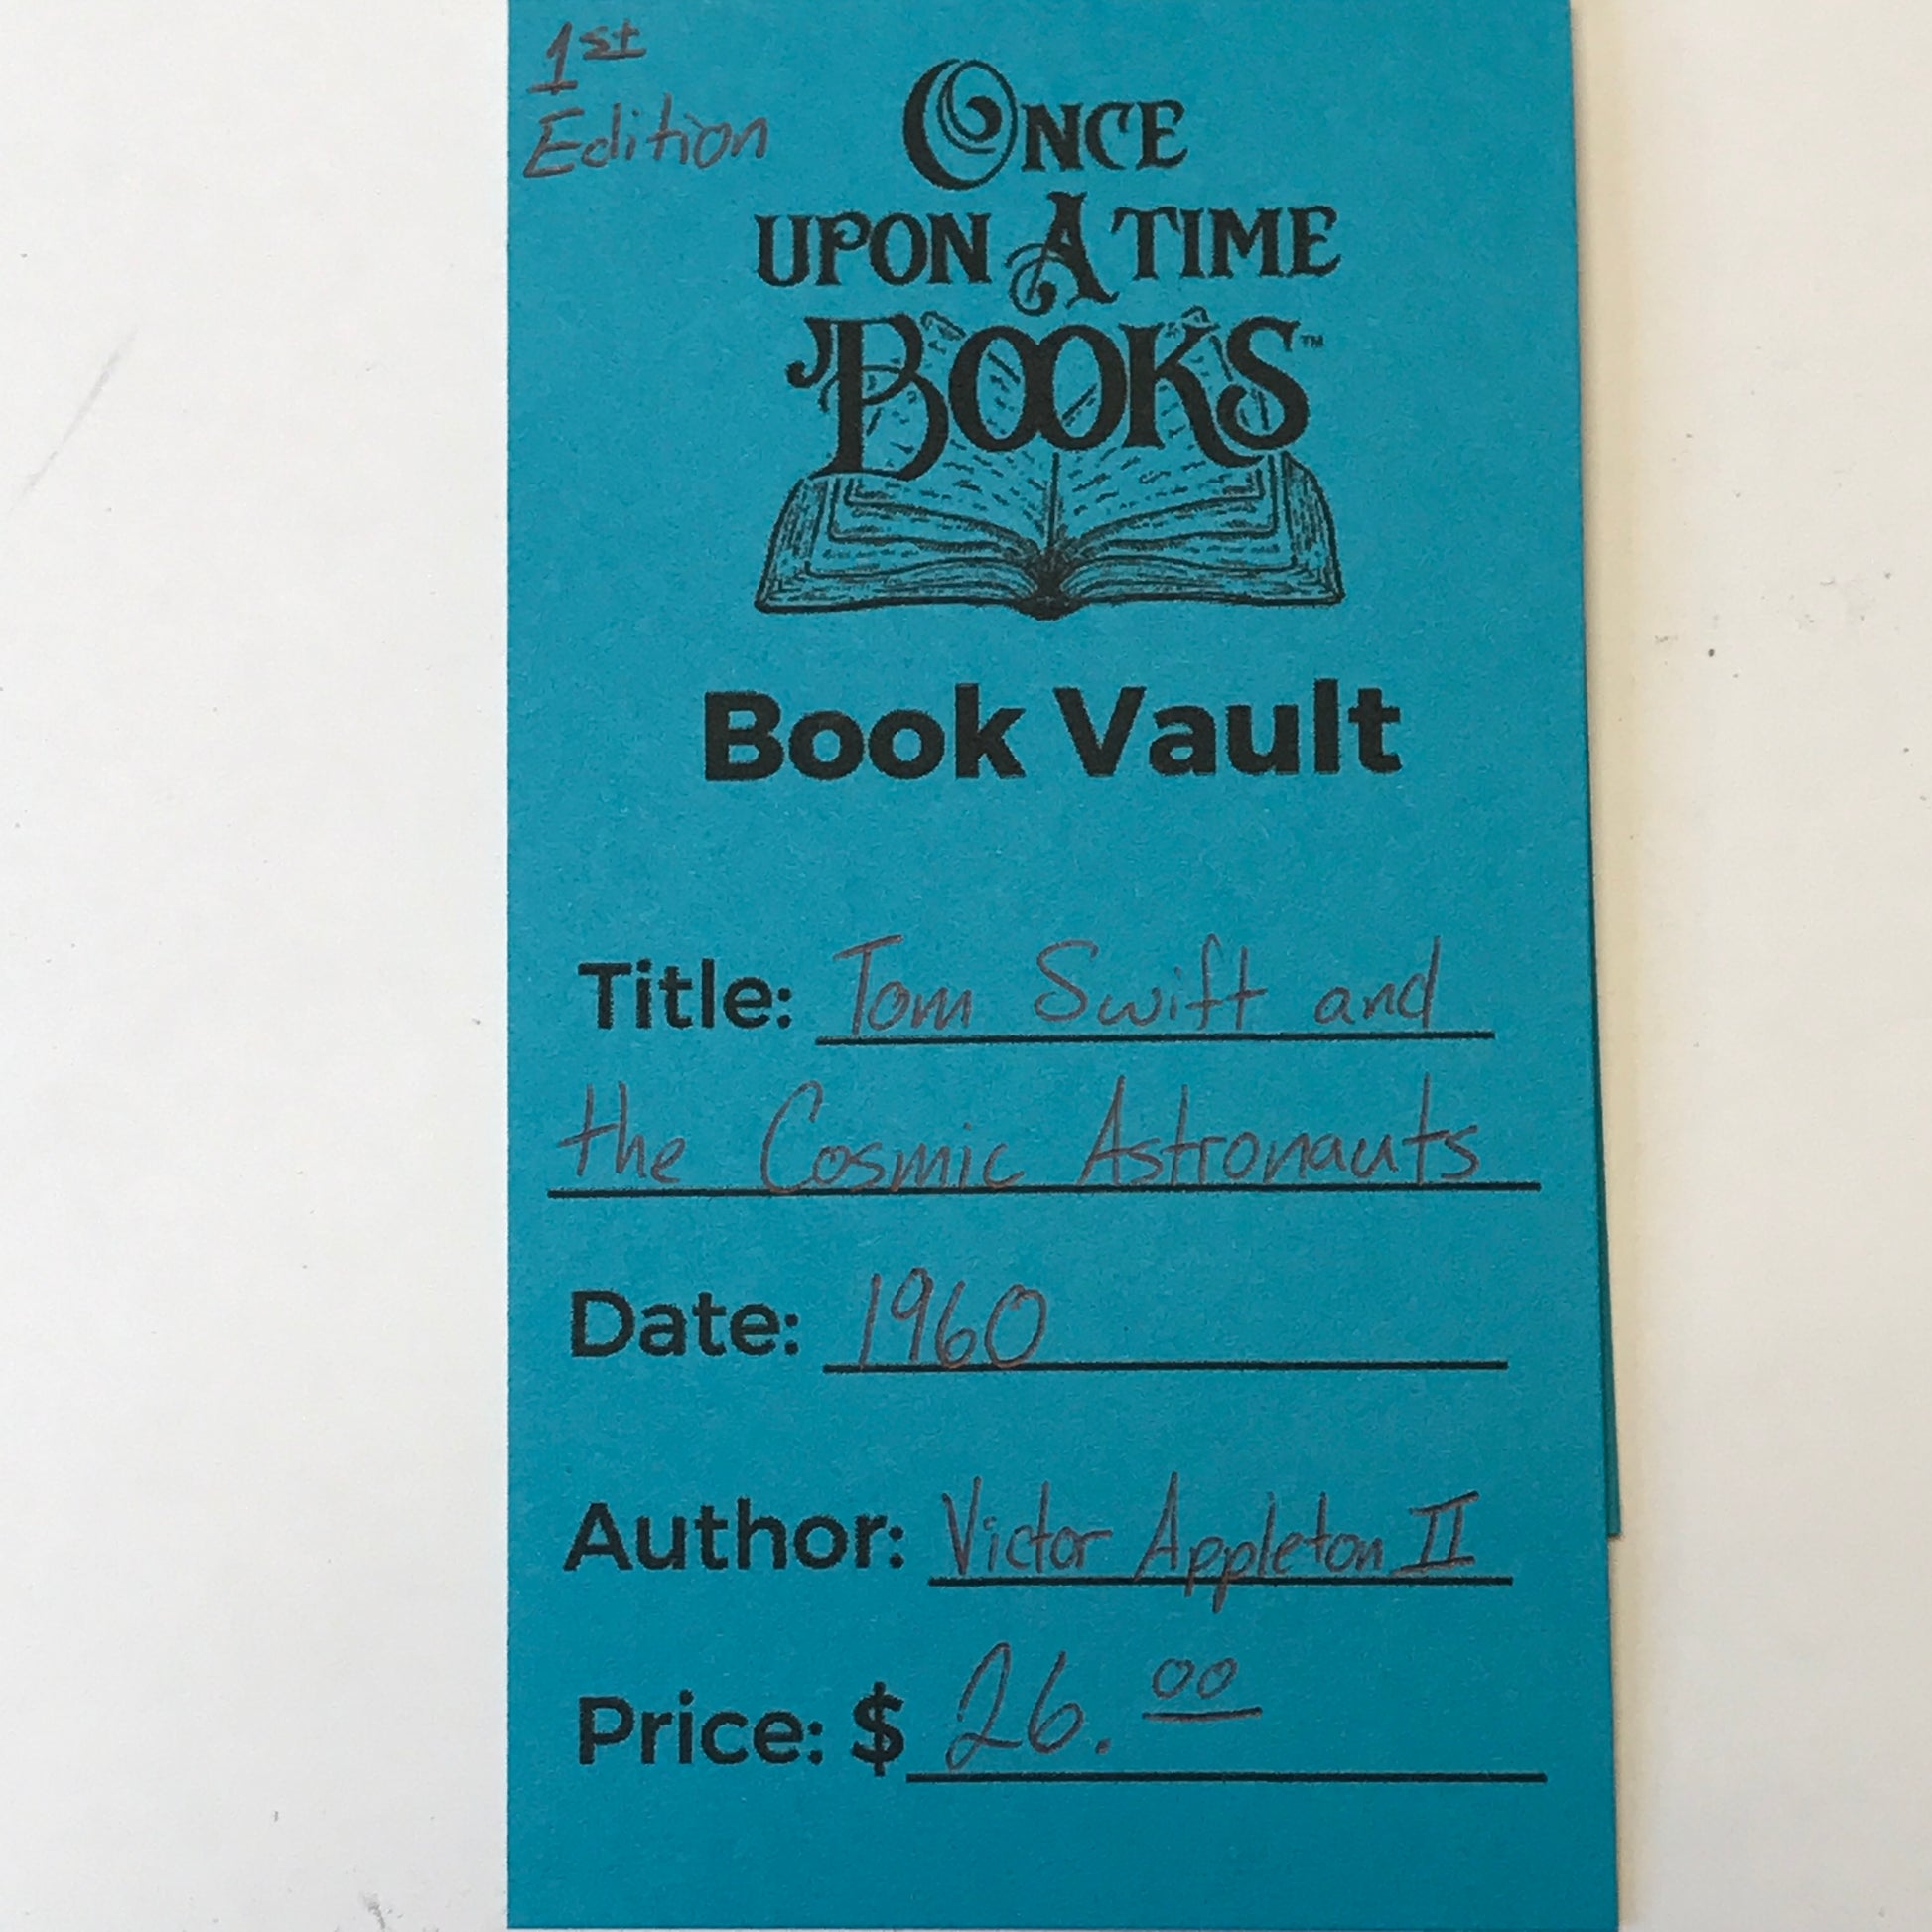 1st
Edition
ONCE
UPON A TIME
BOOKS™
Book Vault
Title: Tom Swift and
the Cosmic Astronauts
Date: 1960
Author: Victor Appleton II
Price: $ 26.00